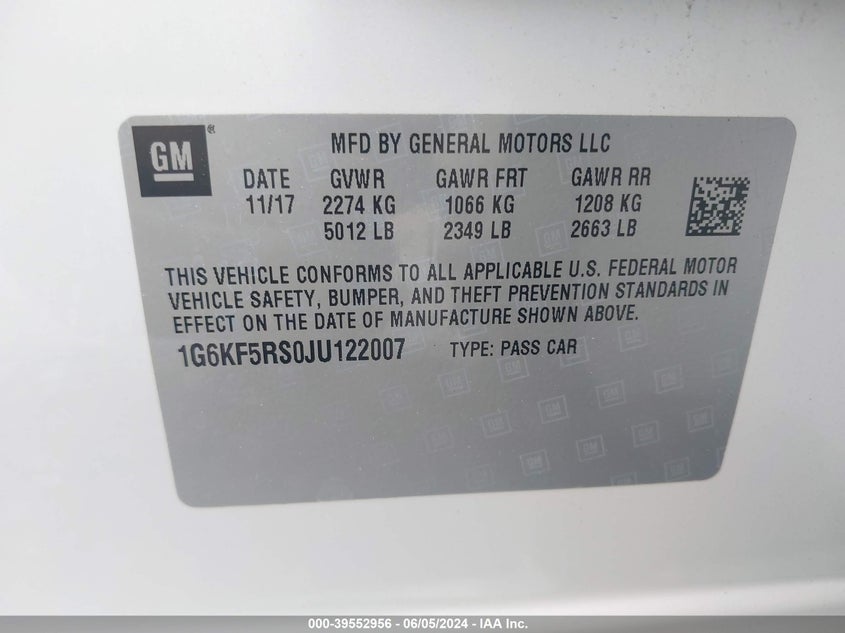 GM®
MFD BY GENERAL MOTORS LLC
DATE GVWR GAWR FRT GAWR RR
11/17 2274 KG 1066 KG 1208 KG
5012 LB 2349 LB 2663 LB
THIS VEHICLE CONFORMS TO ALL APPLICABLE U.S. FEDERAL MOTOR
VEHICLE SAFETY, BUMPER, AND THEFT PREVENTION STANDARDS IN
EFFECT ON THE DATE OF MANUFACTURE SHOWN ABOVE.
1G6KF5RS0JU122007 TYPE: PASS CAR
000-39552956 - 06/05/2024 - IAA Inc.